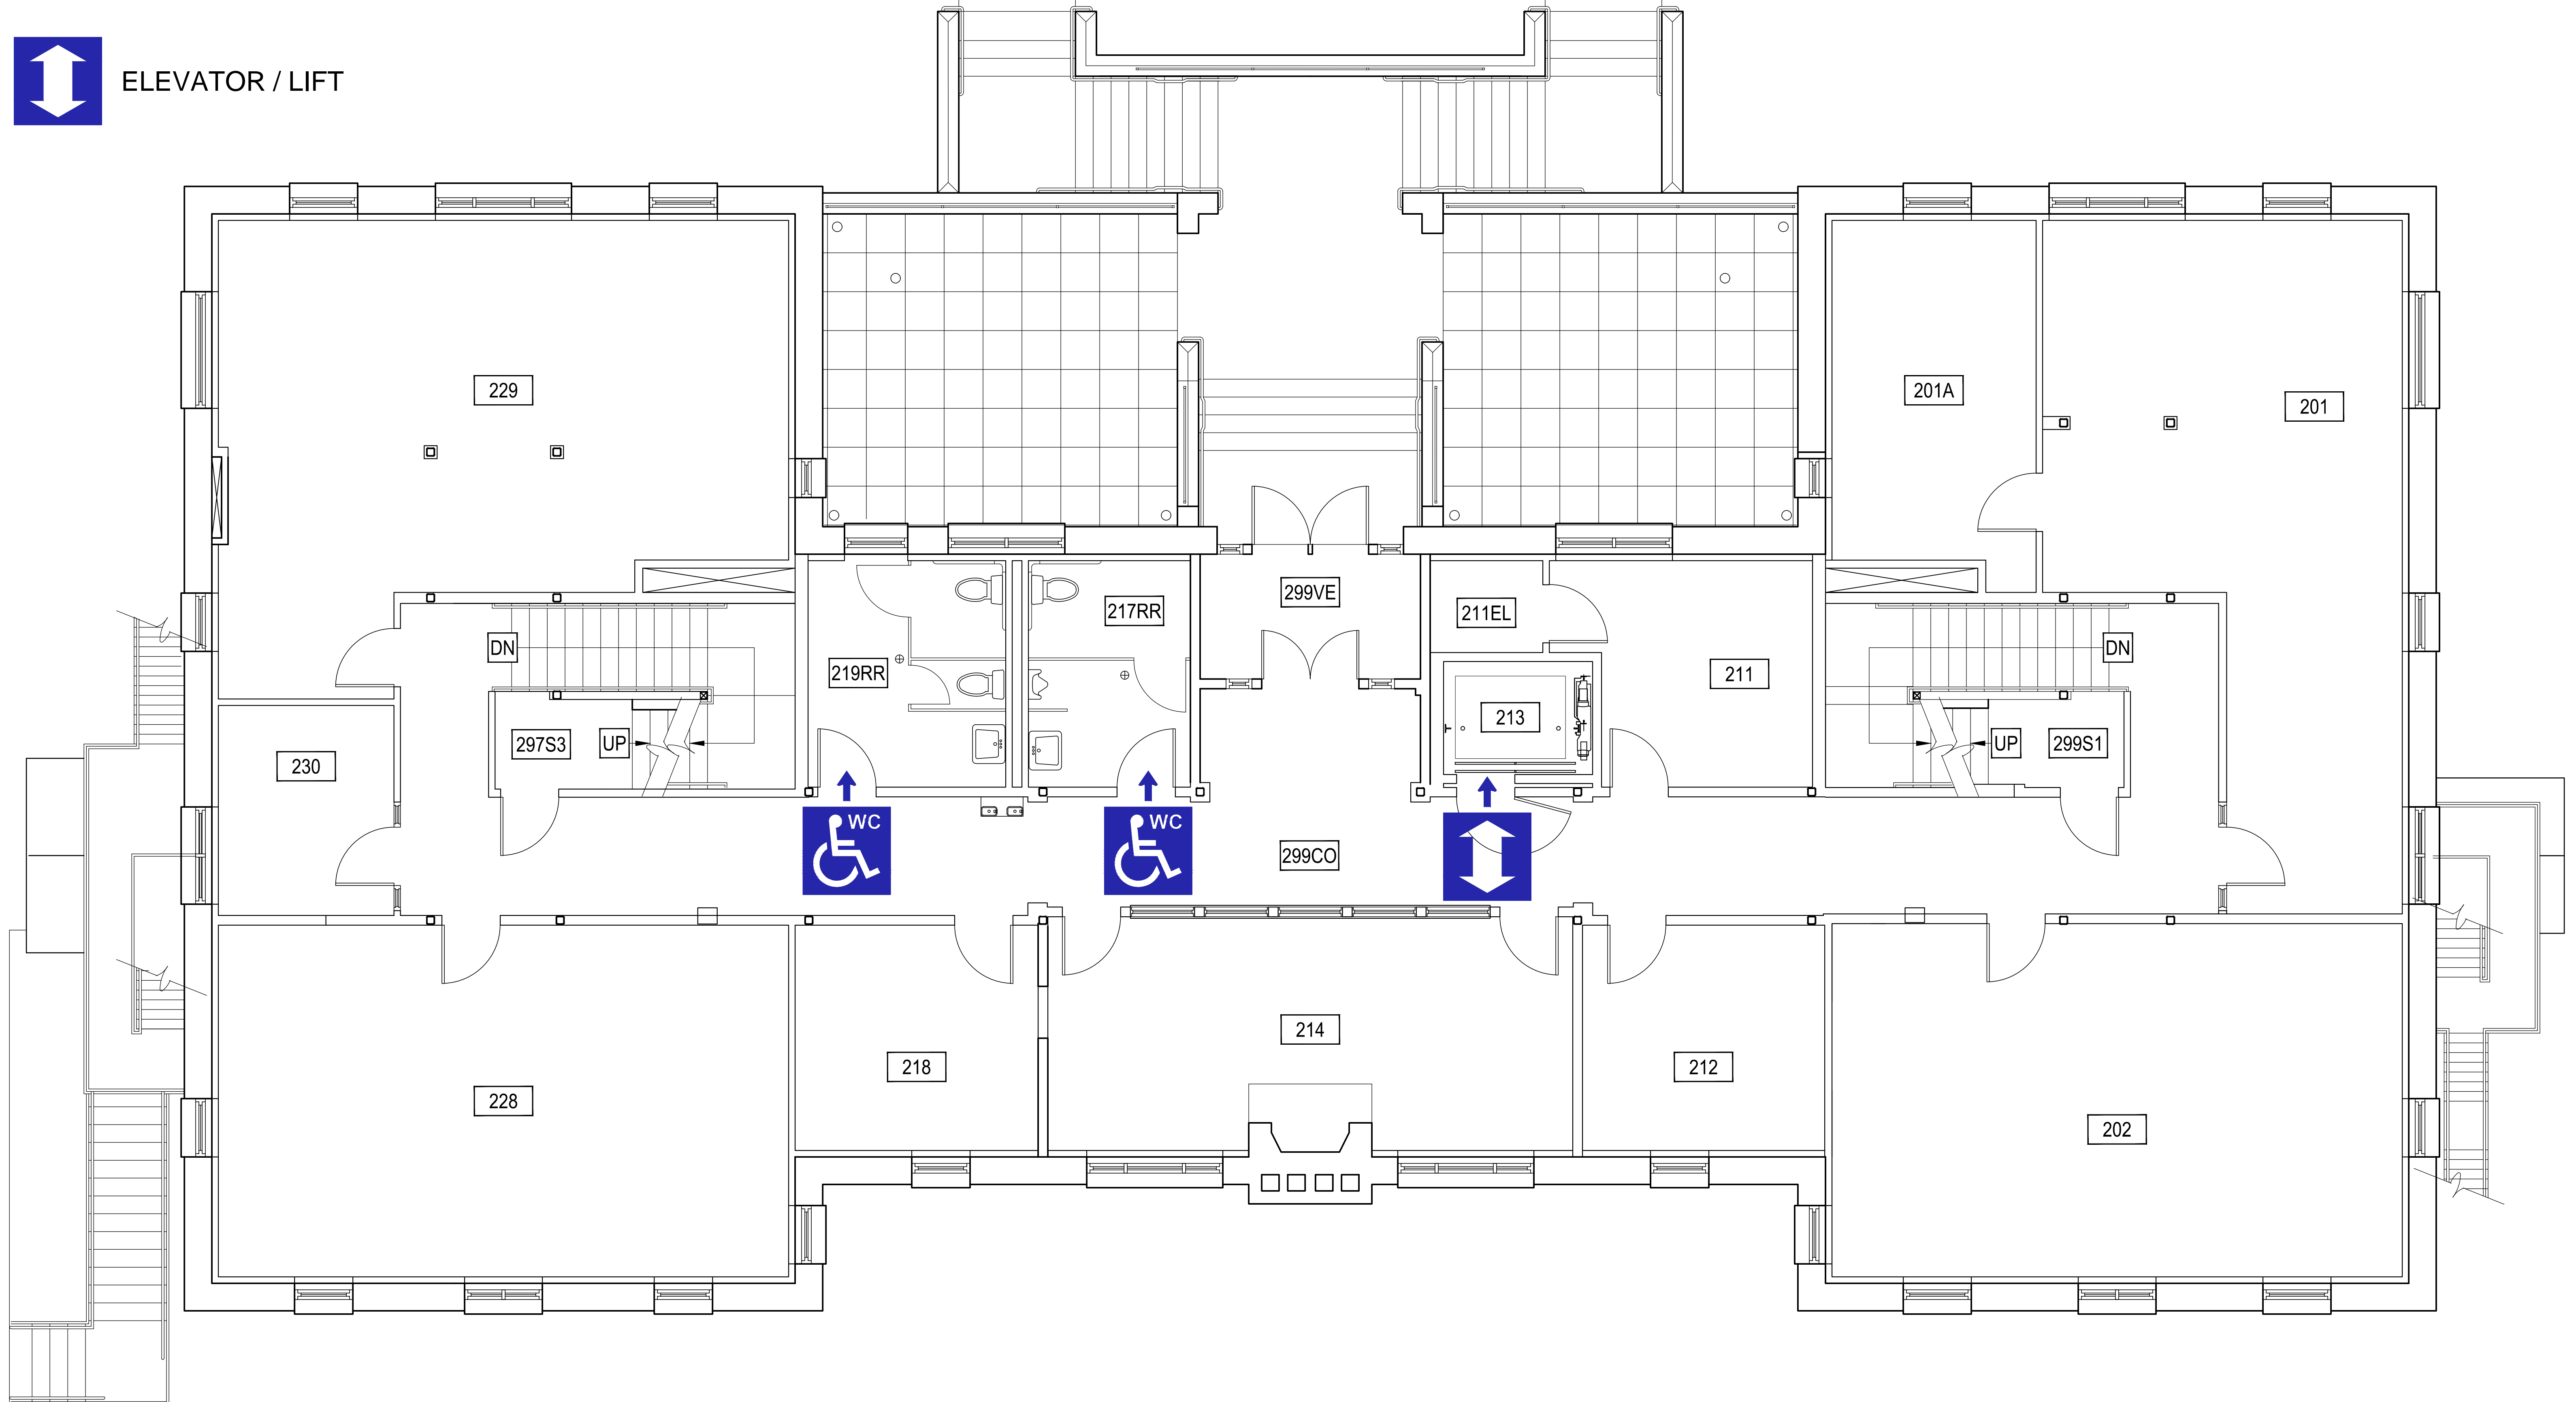 ELEVATOR / LIFT
229
201A
201
299VE
217RR
211EL
DN
DN
219RR
211
213
297S3
UP
UP
299S1
230
WC
WC
299CO
214
218
212
228
202